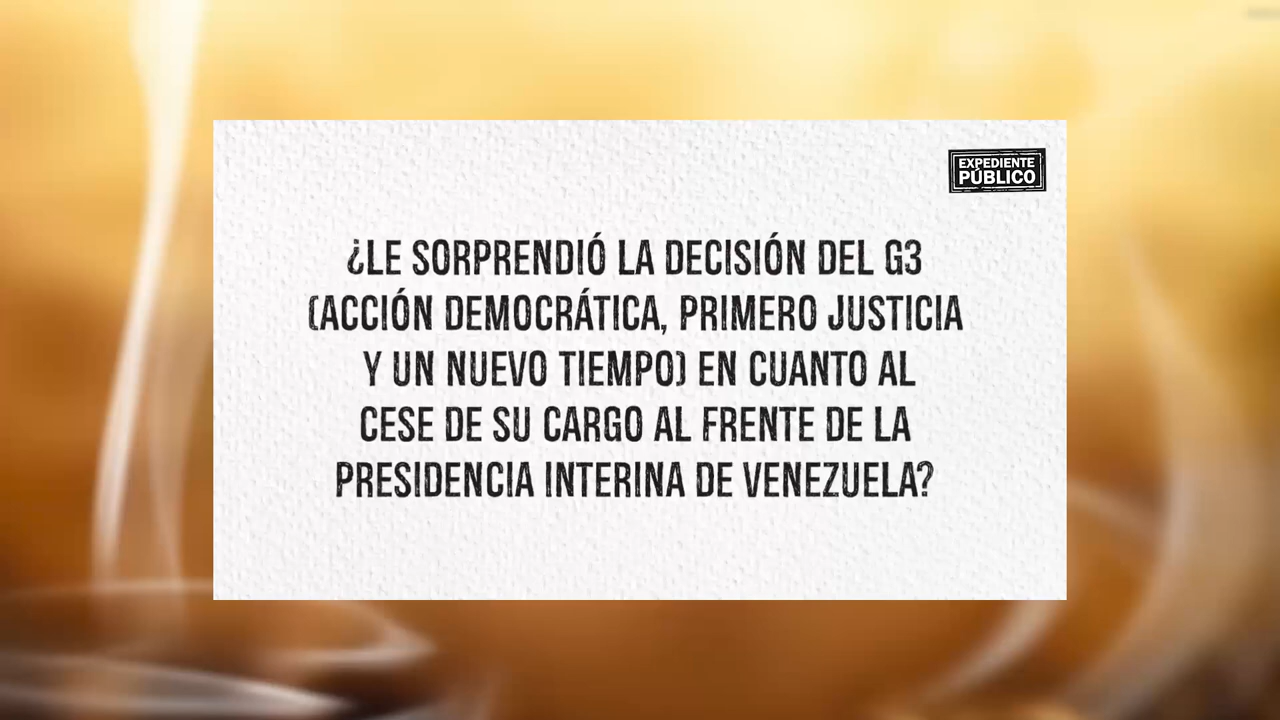 EXPEDIENTE
PÚBLICO
¿LE SORPRENDIÓ LA DECISIÓN DEL G3
(ACCIÓN DEMOCRÁTICA, PRIMERO JUSTICIA
Y UN NUEVO TIEMPO) EN CUANTO AL
CESE DE SU CARGO AL FRENTE DE LA
PRESIDENCIA INTERINA DE VENEZUELA?